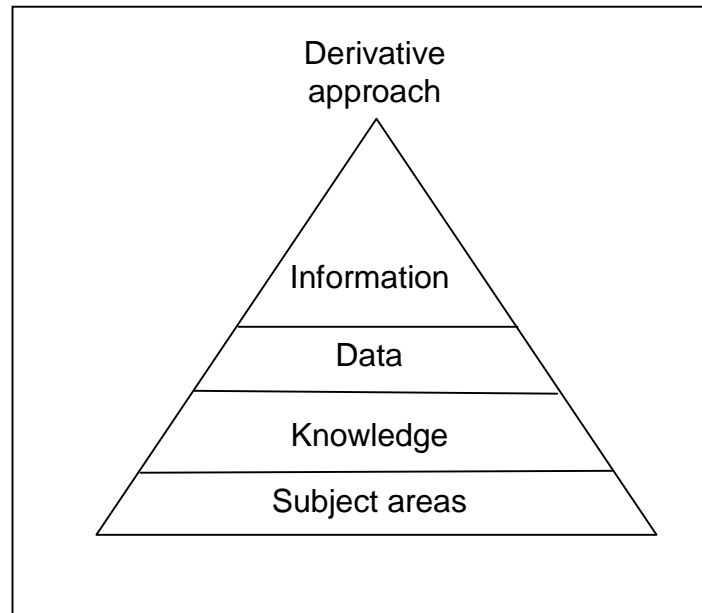 Derivative
approach
Information
Data
Knowledge
Subject areas